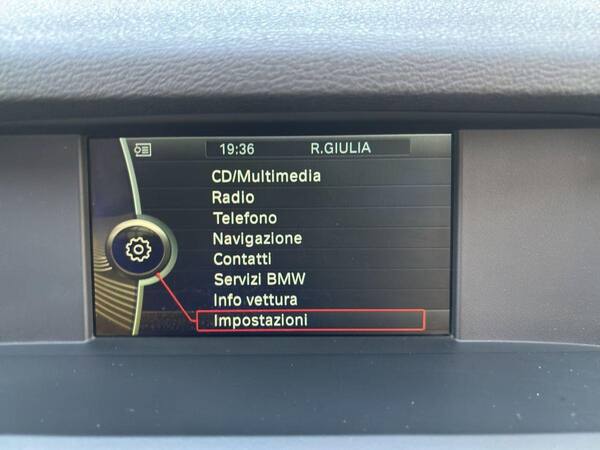 19:36 R.GIULIA
CD/Multimedia
Radio
Telefono
Navigazione
Contatti
Servizi BMW
Info vettura
Impostazioni